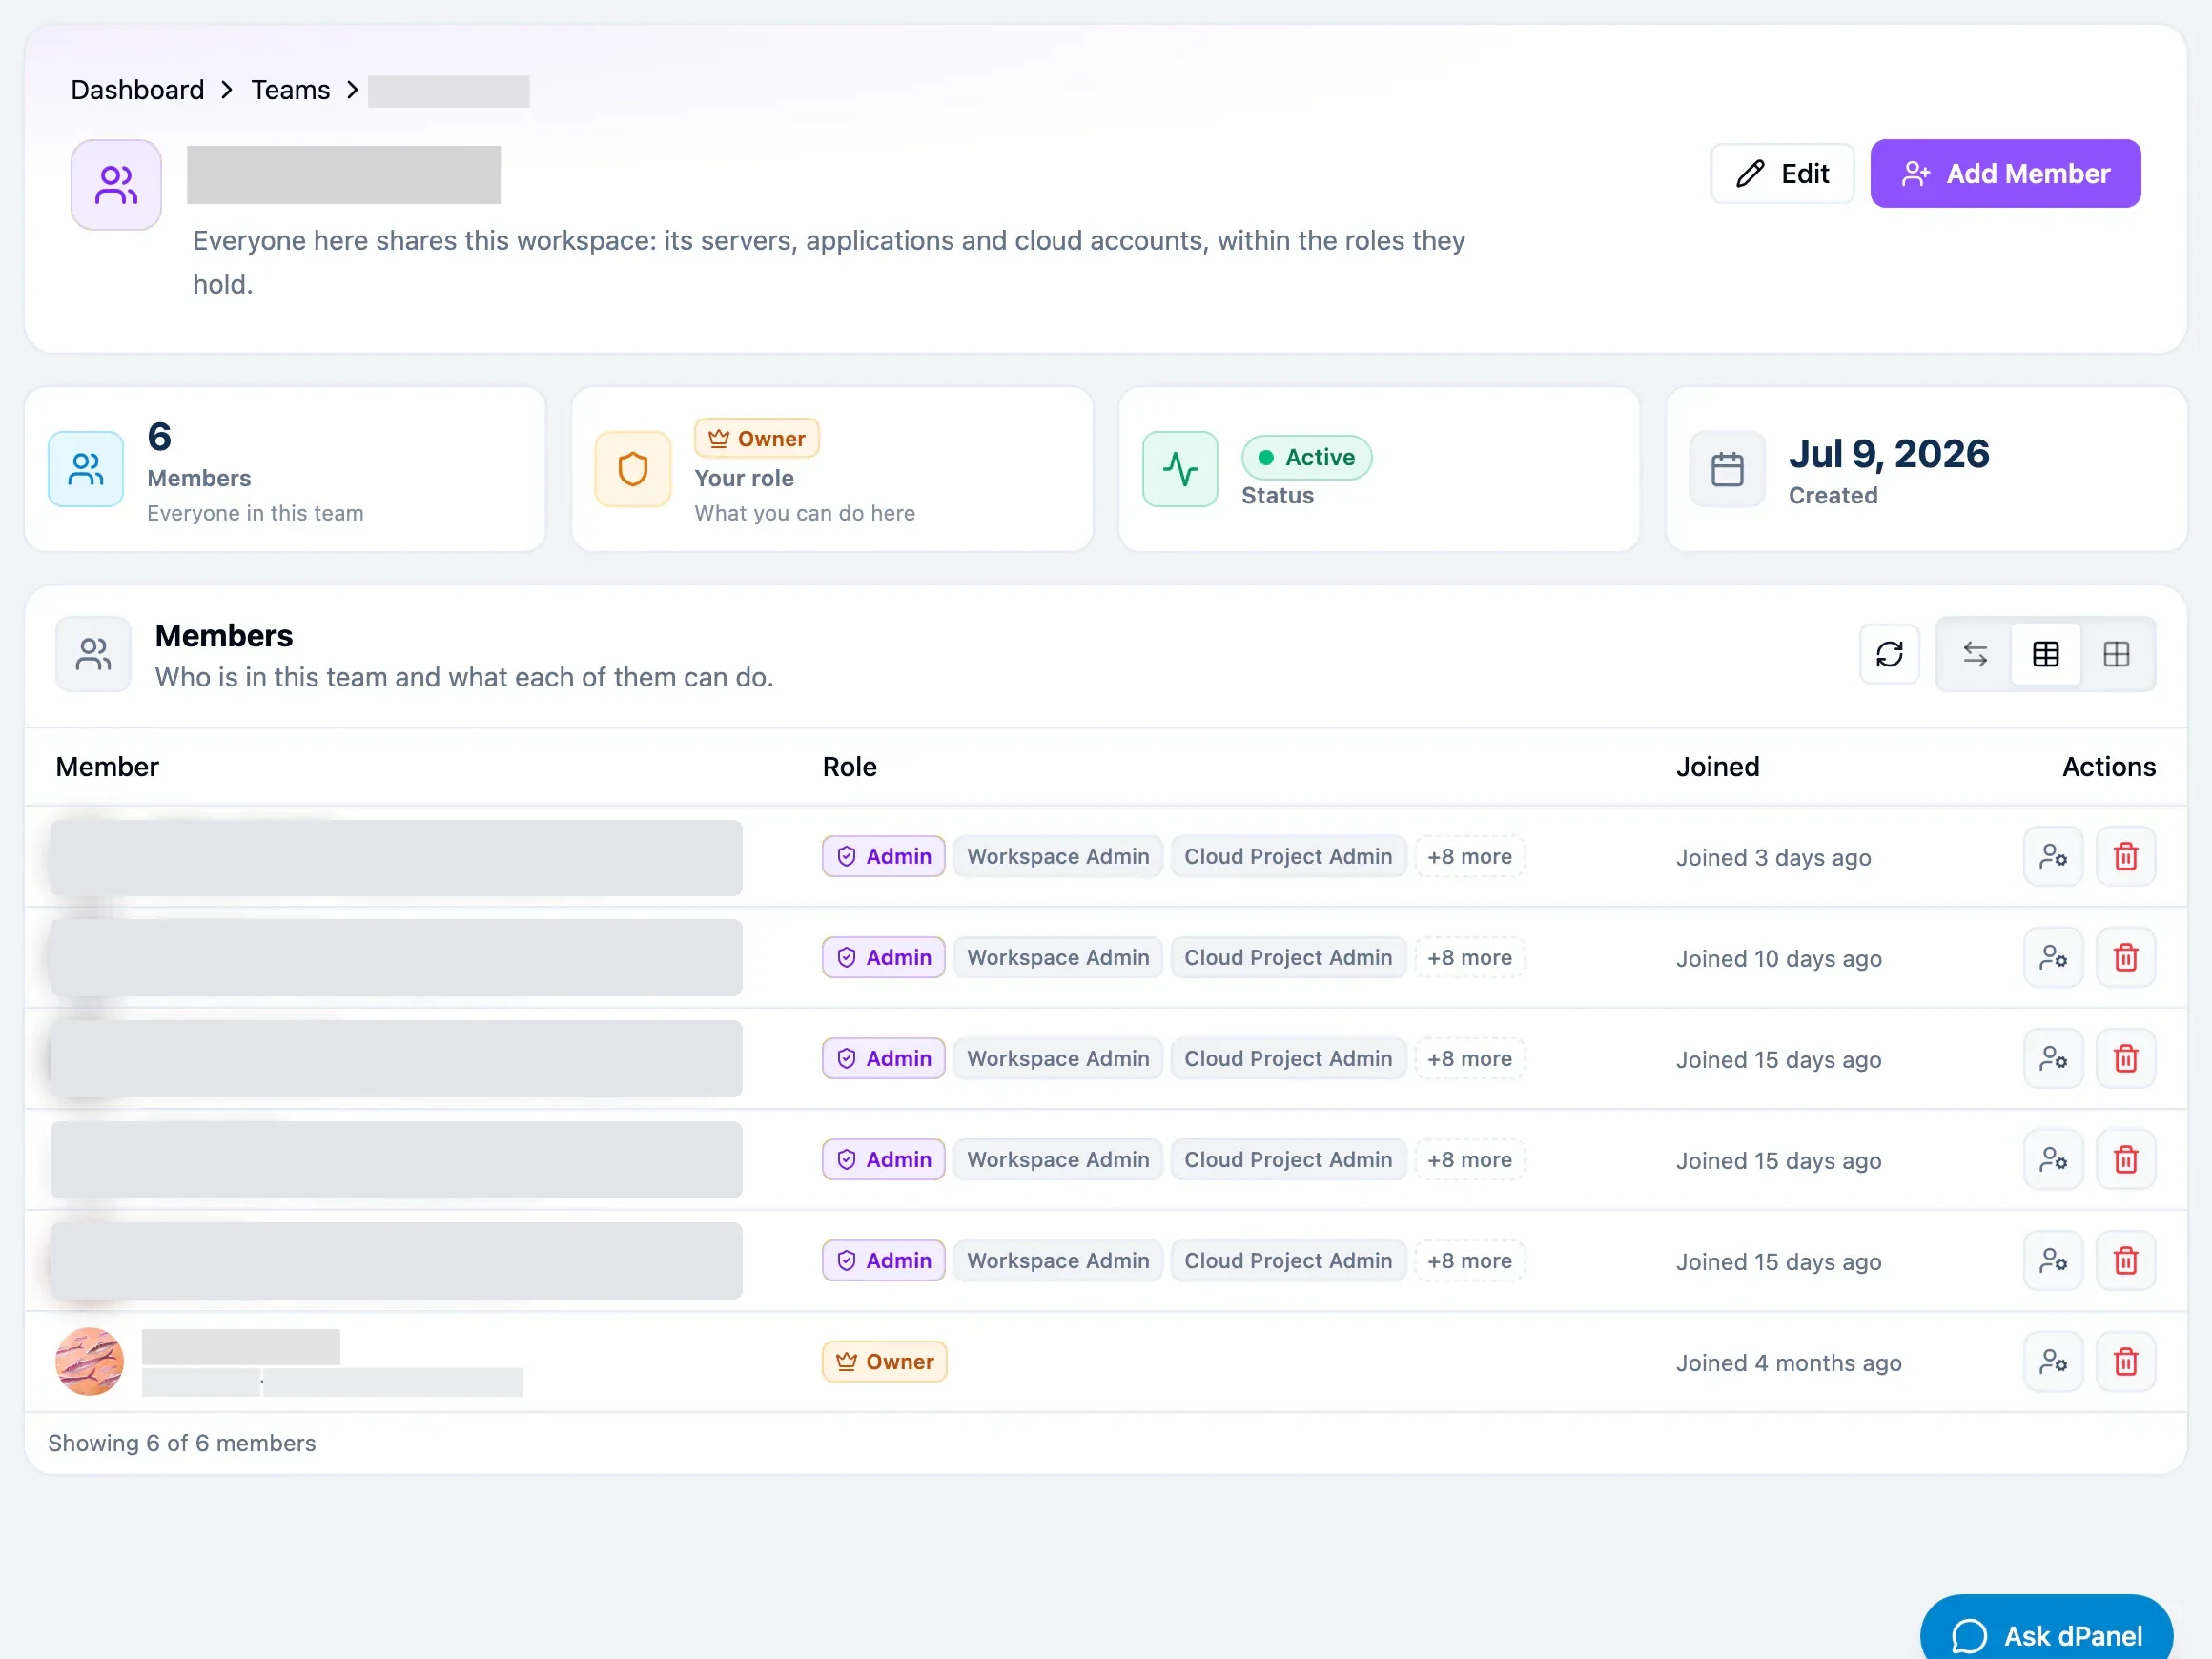 Dashboard > Teams >
Edit
Add Member
Everyone here shares this workspace: its servers, applications and cloud accounts, within the roles they
hold.
6
Members
Everyone in this team
Owner
Your role
What you can do here
Active
Status
Jul 9, 2026
Created
Members
Who is in this team and what each of them can do.
Member Role Joined Actions
Admin Workspace Admin Cloud Project Admin +8 more Joined 3 days ago
Admin Workspace Admin Cloud Project Admin +8 more Joined 10 days ago
Admin Workspace Admin Cloud Project Admin +8 more Joined 15 days ago
Admin Workspace Admin Cloud Project Admin +8 more Joined 15 days ago
Admin Workspace Admin Cloud Project Admin +8 more Joined 15 days ago
Owner Joined 4 months ago
Showing 6 of 6 members
Ask dPanel